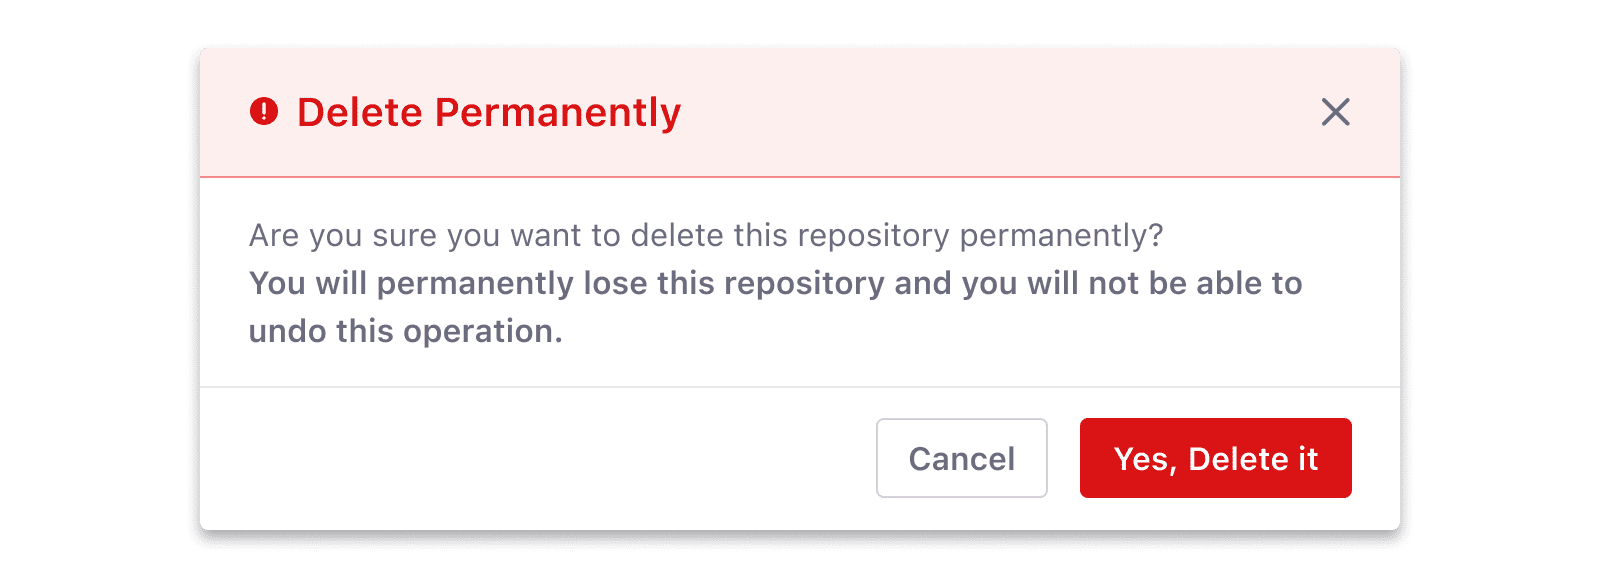 Delete Permanently
Are you sure you want to delete this repository permanently?
You will permanently lose this repository and you will not be able to
undo this operation.
Cancel
Yes, Delete it